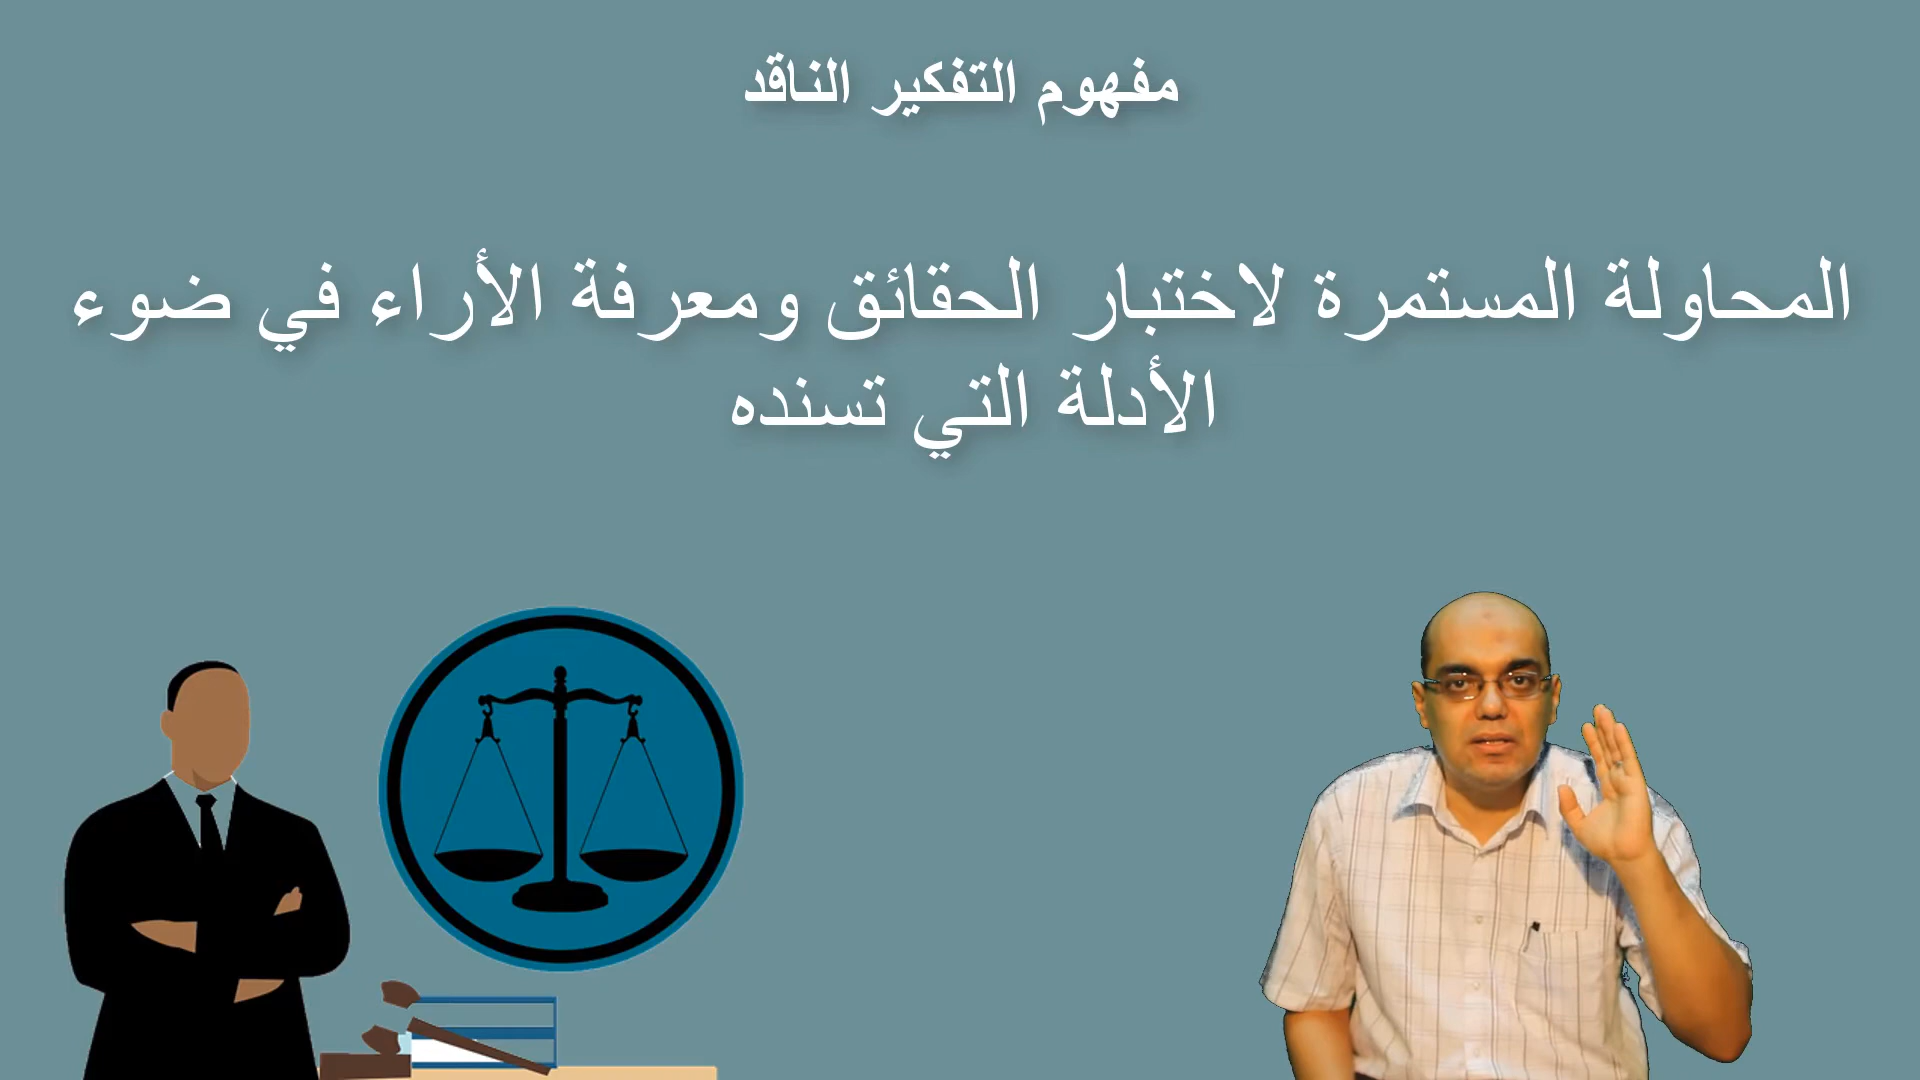 مفهوم التفكير الناقد
المحاولة المستمرة لاختبار الحقائق ومعرفة الأراء في ضوء
الأدلة التي تسنده